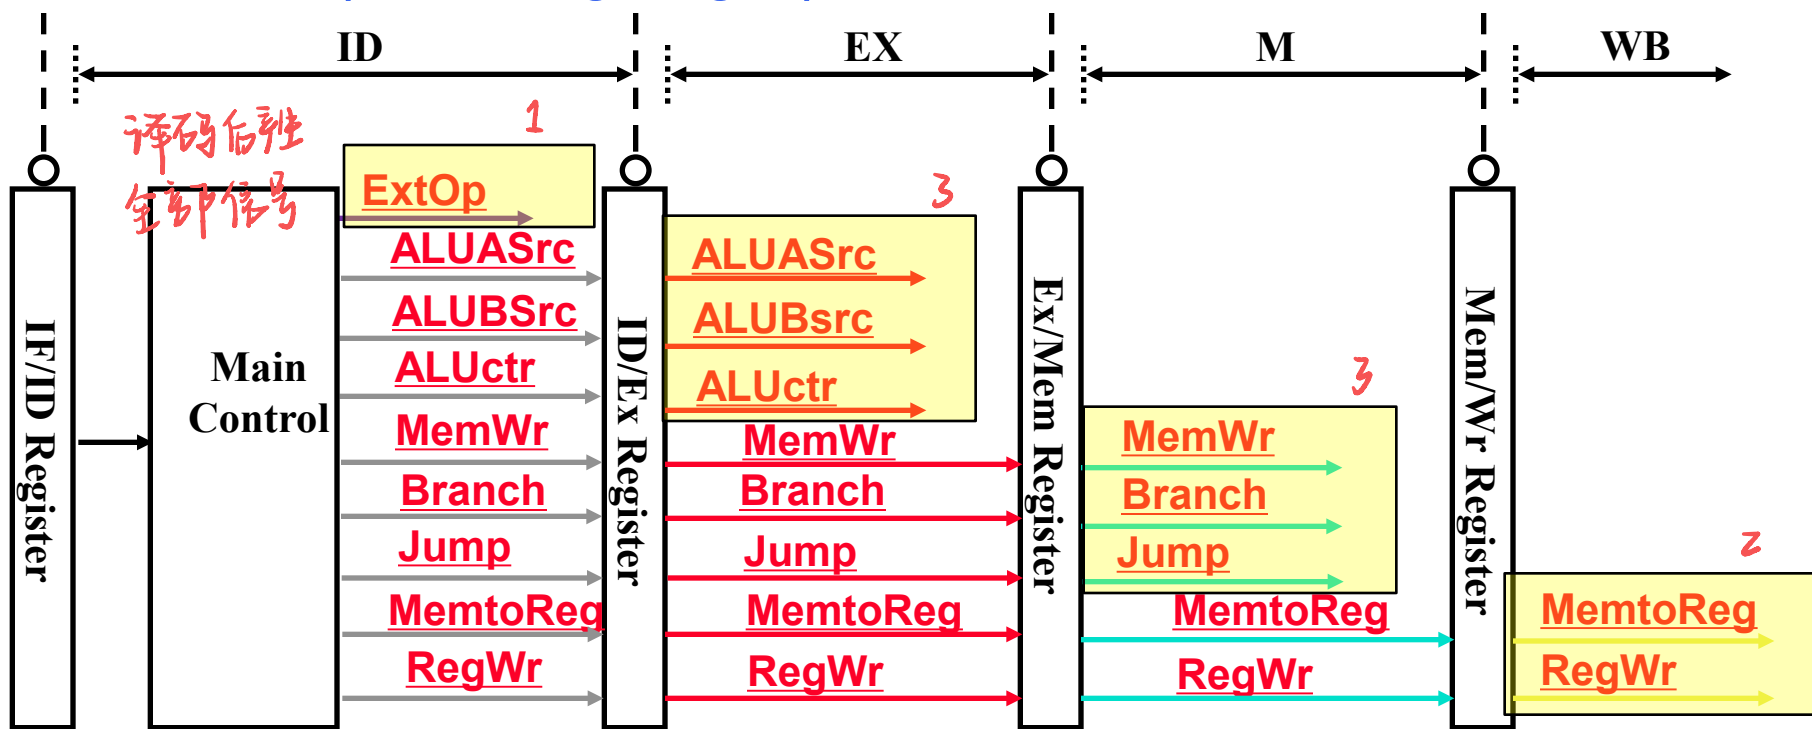 ID
EX
M
WB
译码后产生
全部信号
1
3
3
2
IF/ID Register
Main
Control
ExtOp
ALUASrc
ALUBSrc
ALUctr
MemWr
Branch
Jump
MemtoReg
RegWr
ID/Ex Register
ALUASrc
ALUBsrc
ALUctr
MemWr
Branch
Jump
MemtoReg
RegWr
Ex/Mem Register
MemWr
Branch
Jump
MemtoReg
RegWr
Mem/Wr Register
MemtoReg
RegWr